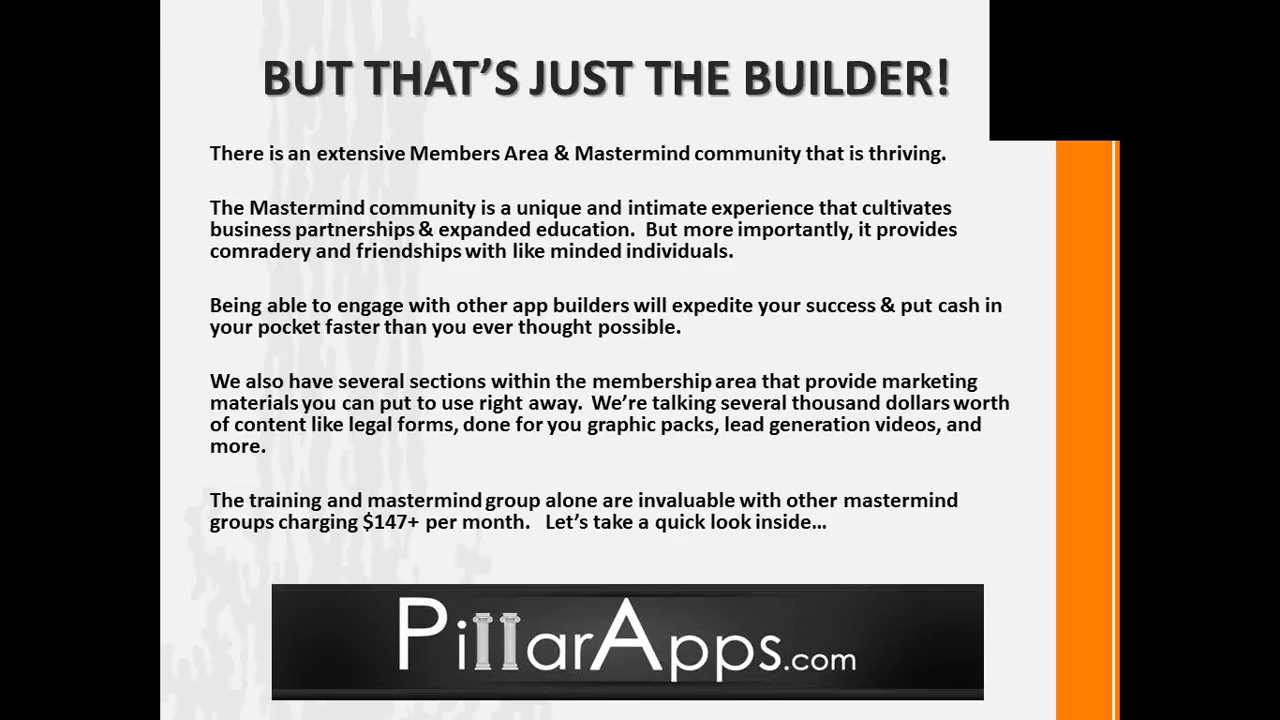 BUT THAT'S JUST THE BUILDER!
There is an extensive Members Area & Mastermind community that is thriving.
The Mastermind community is a unique and intimate experience that cultivates
business partnerships & expanded education.  But more importantly, it provides
comradery and friendships with like minded individuals.
Being able to engage with other app builders will expedite your success & put cash in
your pocket faster than you ever thought possible.
We also have several sections within the membership area that provide marketing
materials you can put to use right away.  We're talking several thousand dollars worth
of content like legal forms, done for you graphic packs, lead generation videos, and
more.
The training and mastermind group alone are invaluable with other mastermind
groups charging $147+ per month.   Let's take a quick look inside…
PillarApps.com